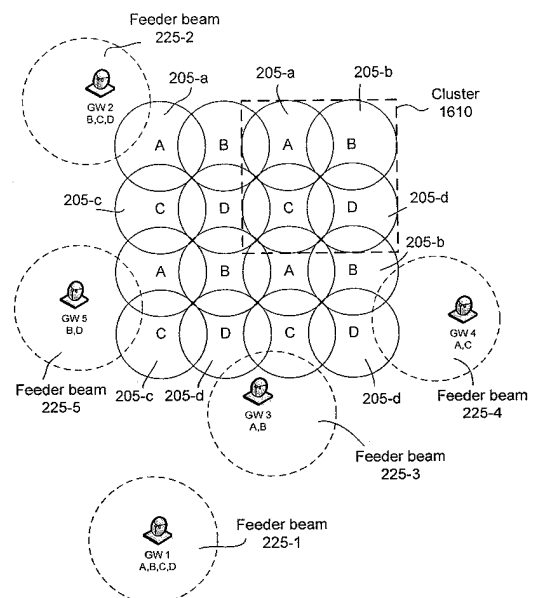 Feeder beam
225-2
GW 2
B,C,D
205-a
205-a
205-b
Cluster
1610
A
B
A
B
205-c
C
D
C
D
205-d
205-b
A
B
A
B
GW 5
B,D
GW 4
A,C
C
D
C
D
Feeder beam
225-5
205-c
205-d
GW 3
A,B
205-d
Feeder beam
225-4
Feeder beam
225-3
GW 1
A,B,C,D
Feeder beam
225-1